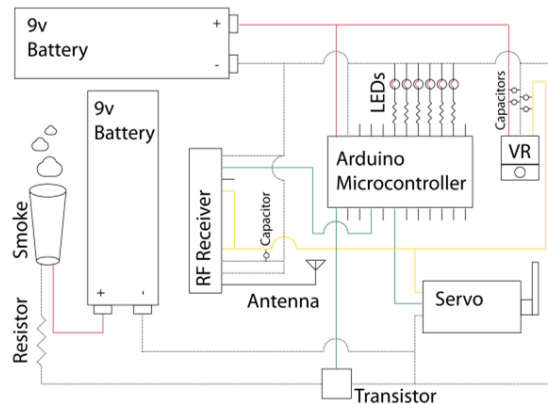 9v
Battery
+
-
9v
Battery
+
-
LEDs
Capacitors
VR
Arduino
Microcontroller
Smoke
RF Receiver
Capacitor
Antenna
Servo
Resistor
Transistor